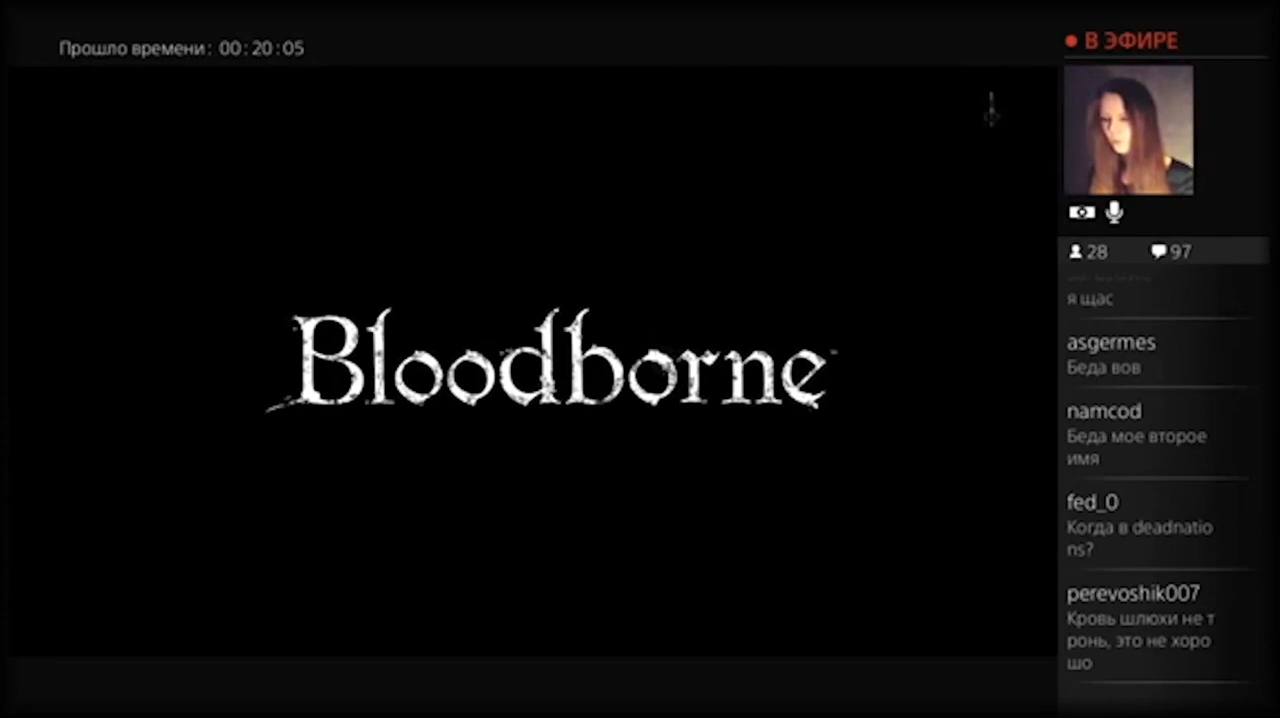 Прошло времени: 00:20:05
В ЭФИРЕ
Bloodborne
28 97
я щас
asgermes
Беда вов
namcod
Беда мое второе
имя
fed_0
Когда в deadnatio
ns?
perevoshik007
Кровь шлюхи не т
ронь, это не хоро
шо